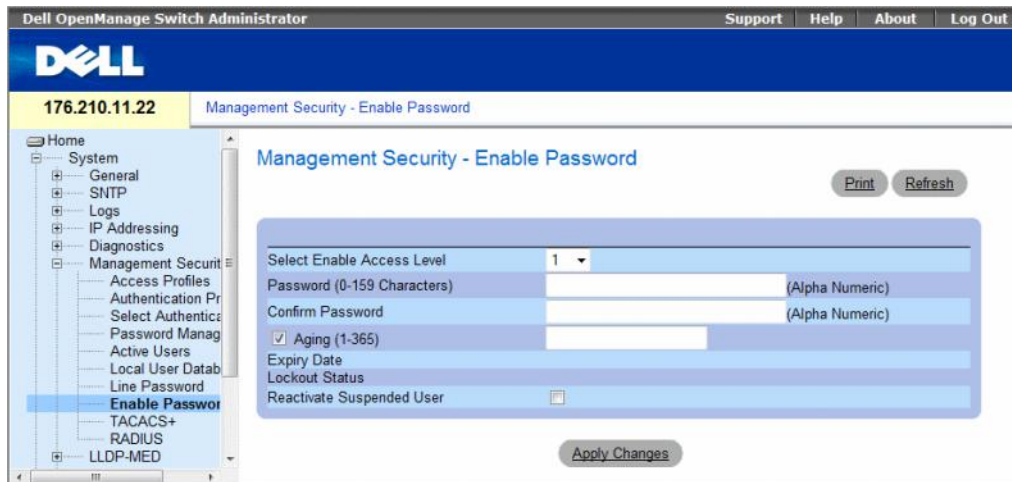 Dell OpenManage Switch Administrator Support Help About Log Out
DELL
176.210.11.22 Management Security - Enable Password
Home
System
General
SNTP
Logs
IP Addressing
Diagnostics
Management Securit
Access Profiles
Authentication Pr
Select Authentica
Password Manag
Active Users
Local User Datab
Line Password
Enable Passwor
TACACS+
RADIUS
LLDP-MED
Management Security - Enable Password
Print Refresh
Select Enable Access Level 1
Password (0-159 Characters) (Alpha Numeric)
Confirm Password (Alpha Numeric)
Aging (1-365)
Expiry Date
Lockout Status
Reactivate Suspended User
Apply Changes